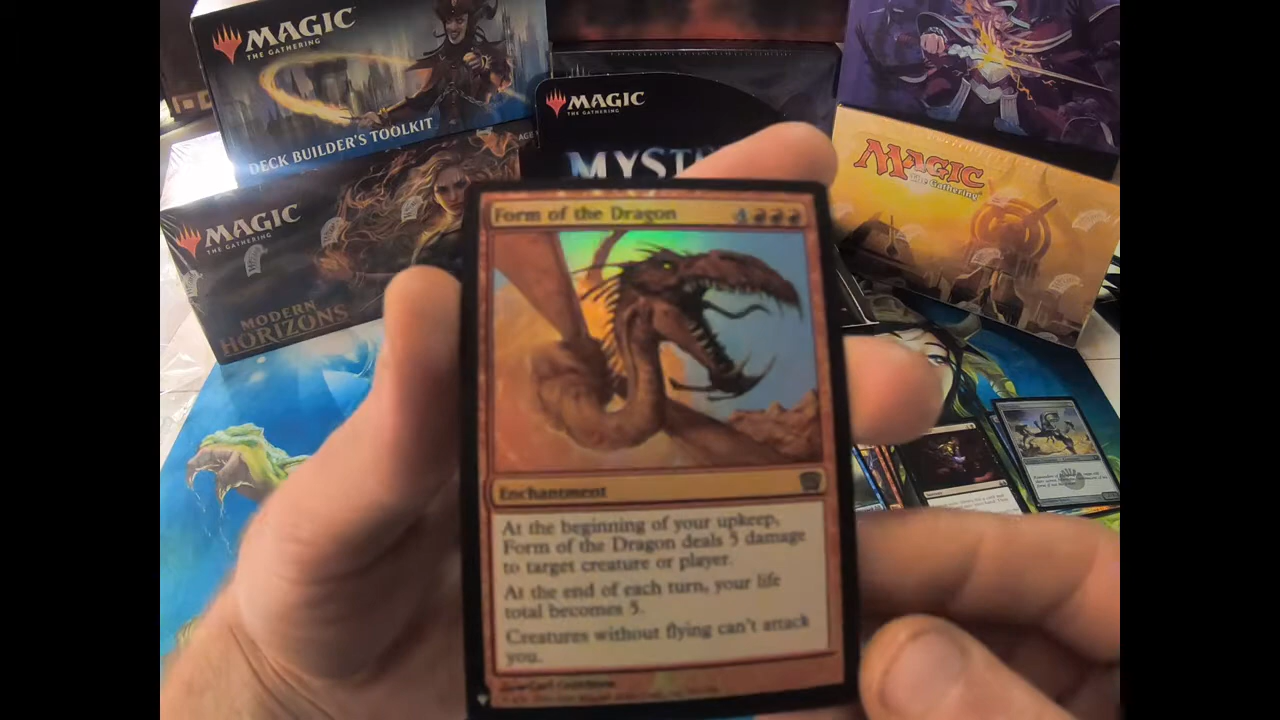 MAGIC
THE GATHERING
DECK BUILDER'S TOOLKIT
MAGIC
THE GATHERING
MODERN
HORIZONS
MAGIC
THE GATHERING
MYST
MAGIC
The Gathering
Form of the Dragon 4
Enchantment
At the beginning of your upkeep,
Form of the Dragon deals 5 damage
to target creature or player.
At the end of each turn, your life
total becomes 5.
Creatures without flying can't attack
you.